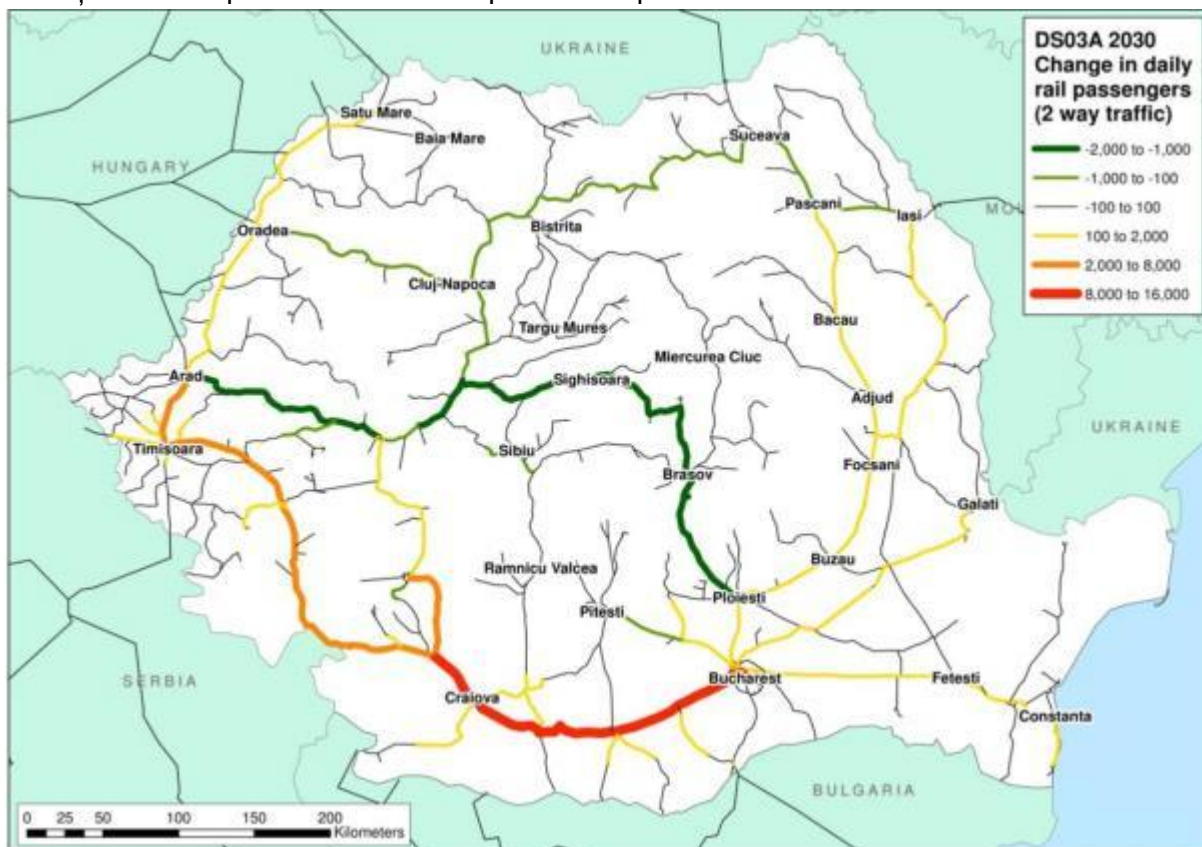 UKRAINE
DS03A 2030
Change in daily
rail passengers
(2 way traffic)
-2,000 to -1,000
-1,000 to -100
-100 to 100
100 to 2,000
2,000 to 8,000
8,000 to 16,000
Satu Mare
Baia Mare
Suceava
HUNGARY
Pascani
Iasi
MOL
Oradea
Bistrita
Cluj-Napoca
Targu Mures
Bacau
Miercurea Ciuc
Arad
Sighisoara
Adjud
UKRAINE
Timisoara
Sibiu
Focsani
Brasov
Galati
Buzau
Ramnicu Valcea
Ploiesti
Pitesti
SERBIA
Bucharest
Fetesti
Craiova
Constanta
BULGARIA
0 25 50 100 150 200
Kilometers